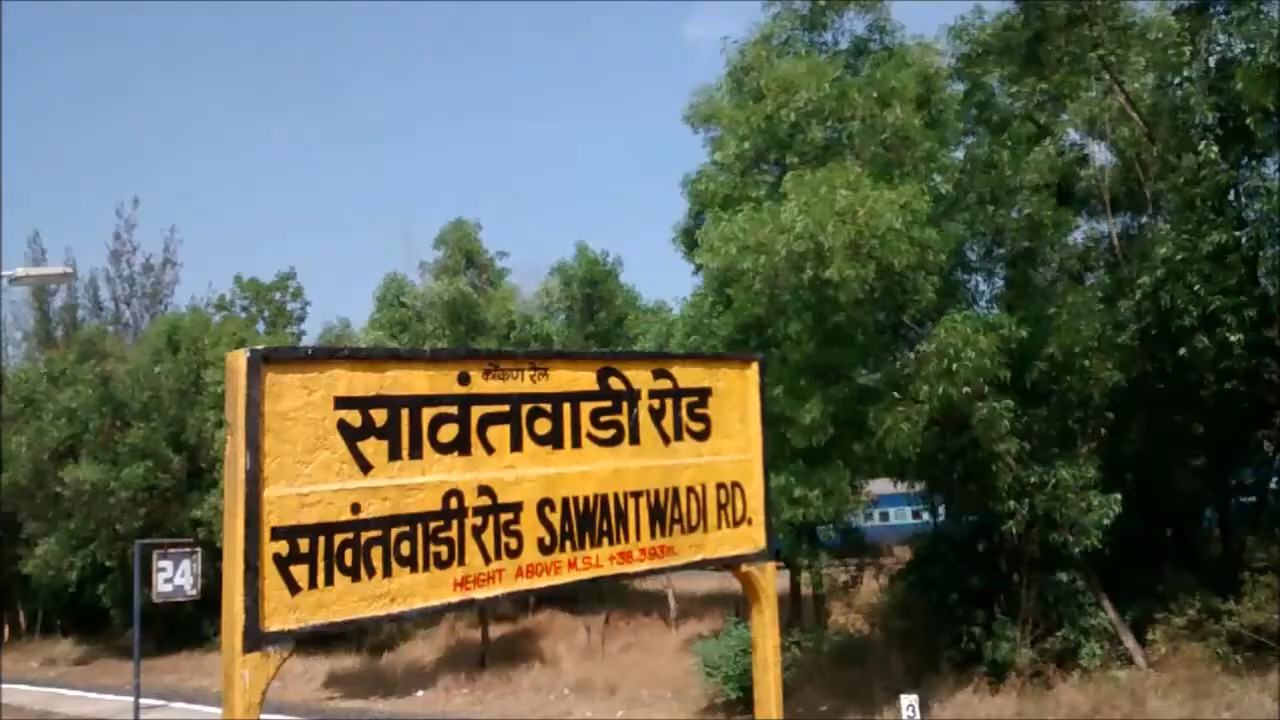 कोंकण रेल
सावंतवाडी रोड
सावंतवाडी रोड SAWANTWADI RD.
HEIGHT ABOVE M.S.L +38.393m.
24
3